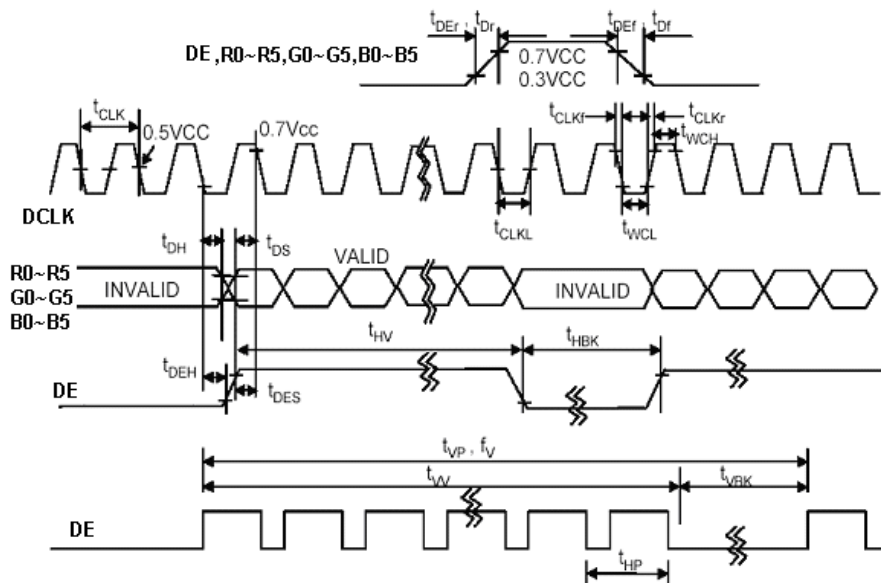 tDEr , tDr
tDEf , tDf
DE ,R0~R5,G0~G5,B0~B5
0.7VCC
0.3VCC
tCLK
0.5VCC
0.7Vcc
tCLKf
tCLKr
tWCH
DCLK
tCLKL
tWCL
tDH
tDS
VALID
R0~R5
G0~G5
B0~B5
INVALID
INVALID
tHV
tHBK
tDEH
tDES
DE
tVP , fV
tVV
tVBK
DE
tHP